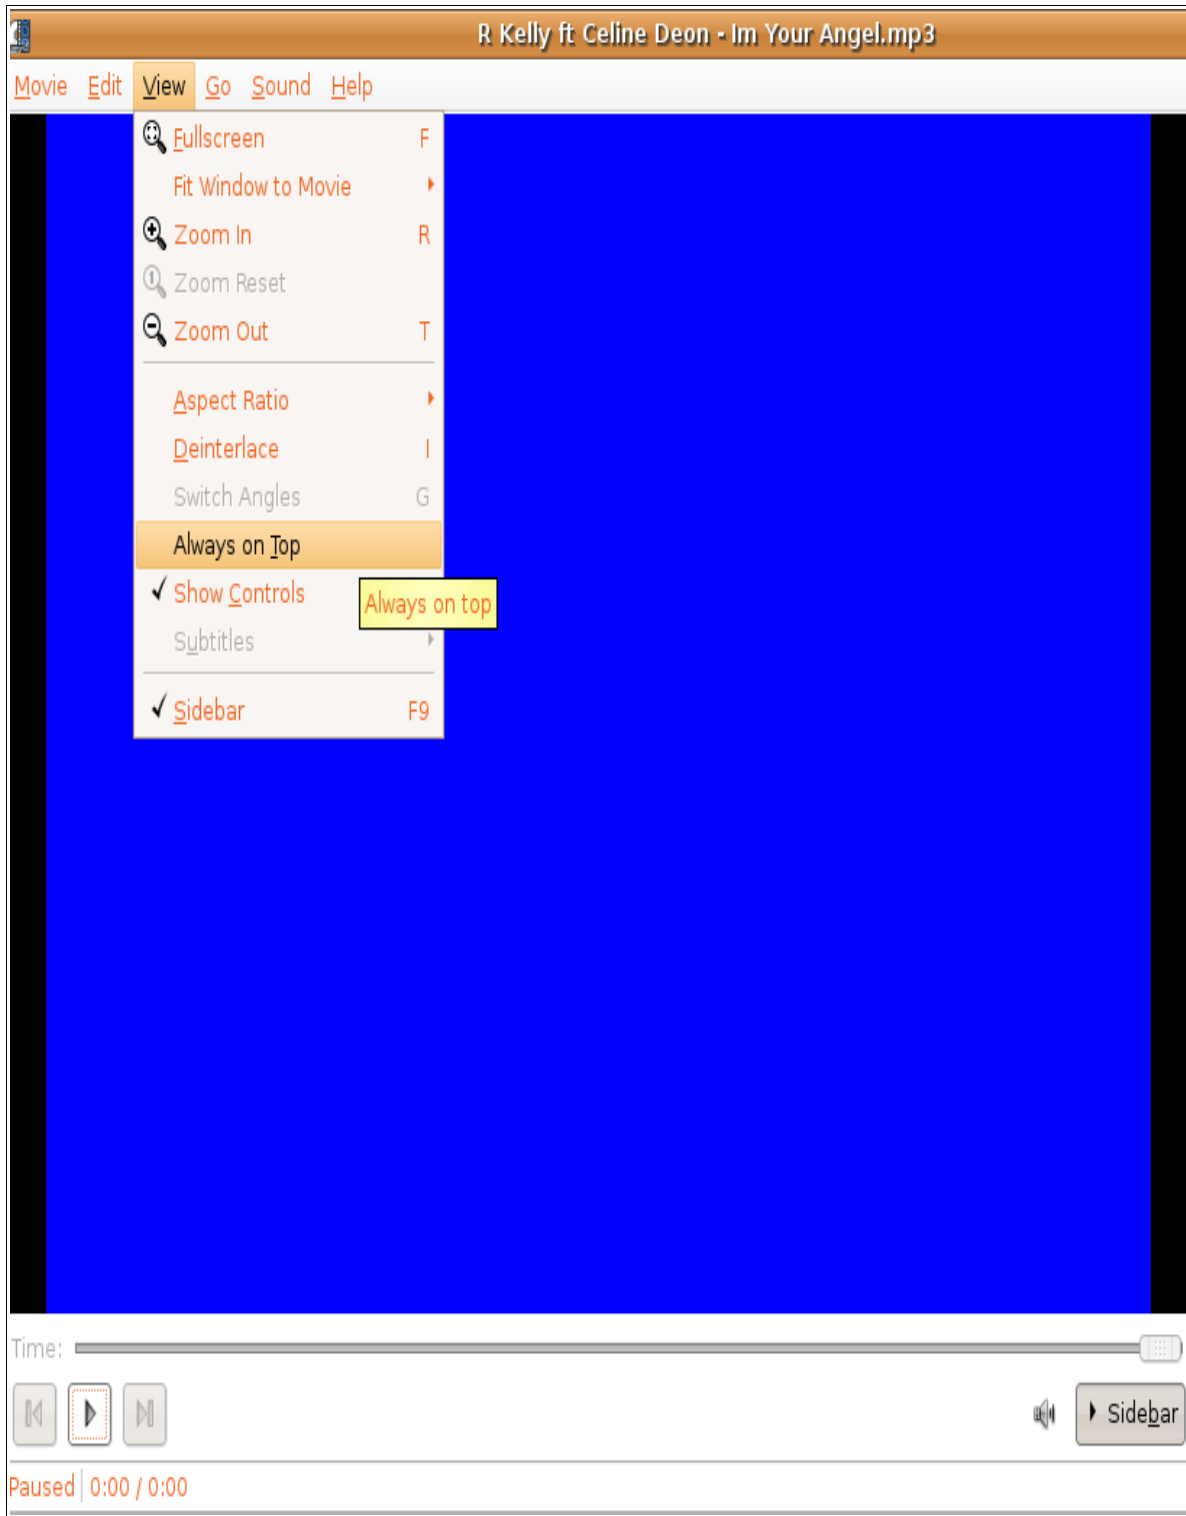 R Kelly ft Celine Deon - Im Your Angel.mp3
Movie Edit View Go Sound Help
Fullscreen F
Fit Window to Movie
Zoom In R
Zoom Reset
Zoom Out T
Aspect Ratio
Deinterlace I
Switch Angles G
Always on Top
Show Controls
Always on top
Subtitles
Sidebar F9
Time:
Sidebar
Paused 0:00 / 0:00